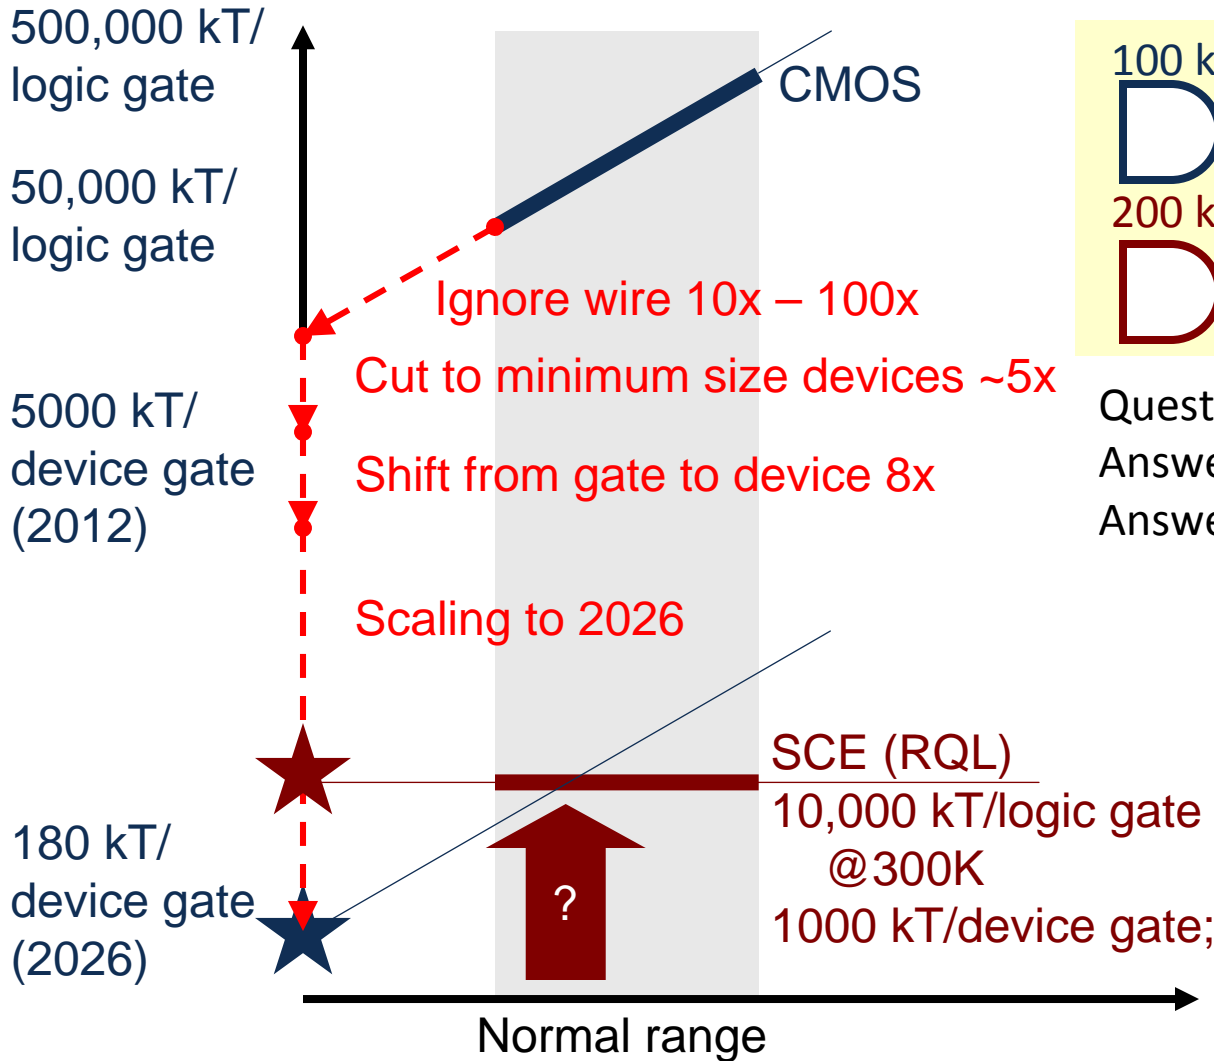 500,000 kT/
logic gate
50,000 kT/
logic gate
5000 kT/
device gate
(2012)
180 kT/
device gate
(2026)
CMOS
Ignore wire 10x – 100x
Cut to minimum size devices ~5x
Shift from gate to device 8x
Scaling to 2026
SCE (RQL)
10,000 kT/logic gate
@300K
1000 kT/device gate;
?
Normal range
100 k
200 k